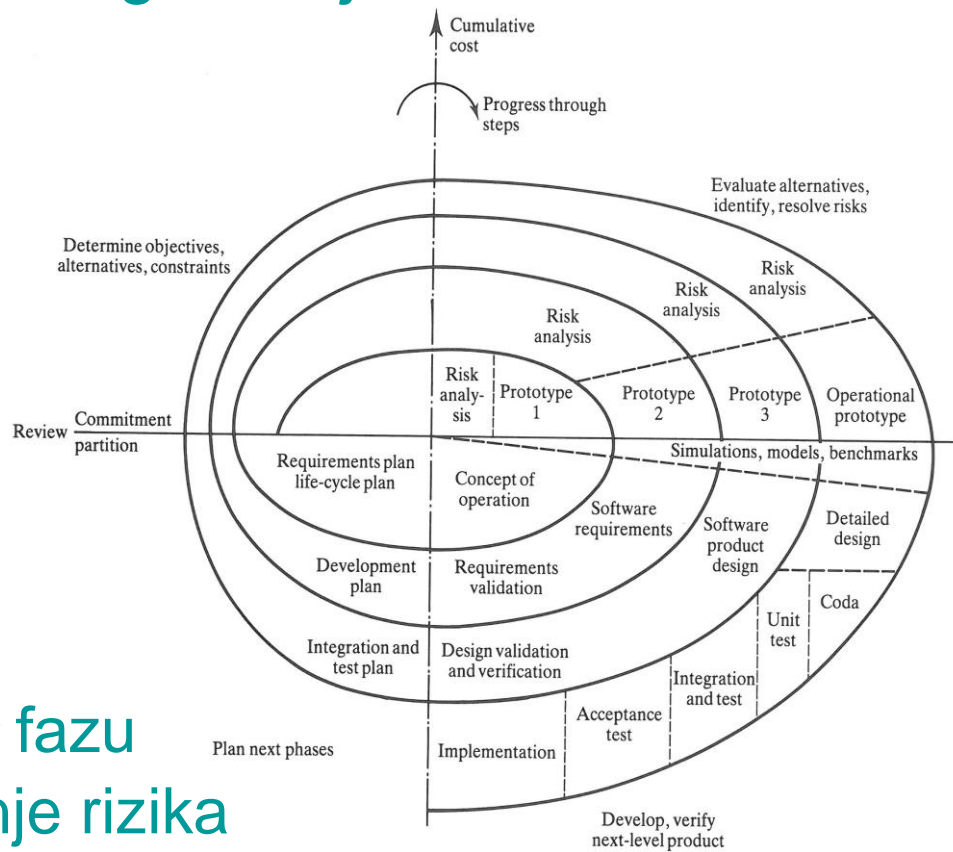 Cumulative
cost
Progress through
steps
Evaluate alternatives,
identify, resolve risks
Determine objectives,
alternatives, constraints
Risk
analysis
Risk
analysis
Risk
analysis
Risk
analy-
sis
Prototype
1
Prototype
2
Prototype
3
Operational
prototype
Review
Commitment
partition
Simulations, models, benchmarks
Requirements plan
life-cycle plan
Concept of
operation
Software
requirements
Software
product
design
Detailed
design
Development
plan
Requirements
validation
Coda
Unit
test
Integration and
test plan
Design validation
and verification
Integration
and test
Acceptance
test
Implementation
Plan next phases
fazu
nje rizika
Develop, verify
next-level product